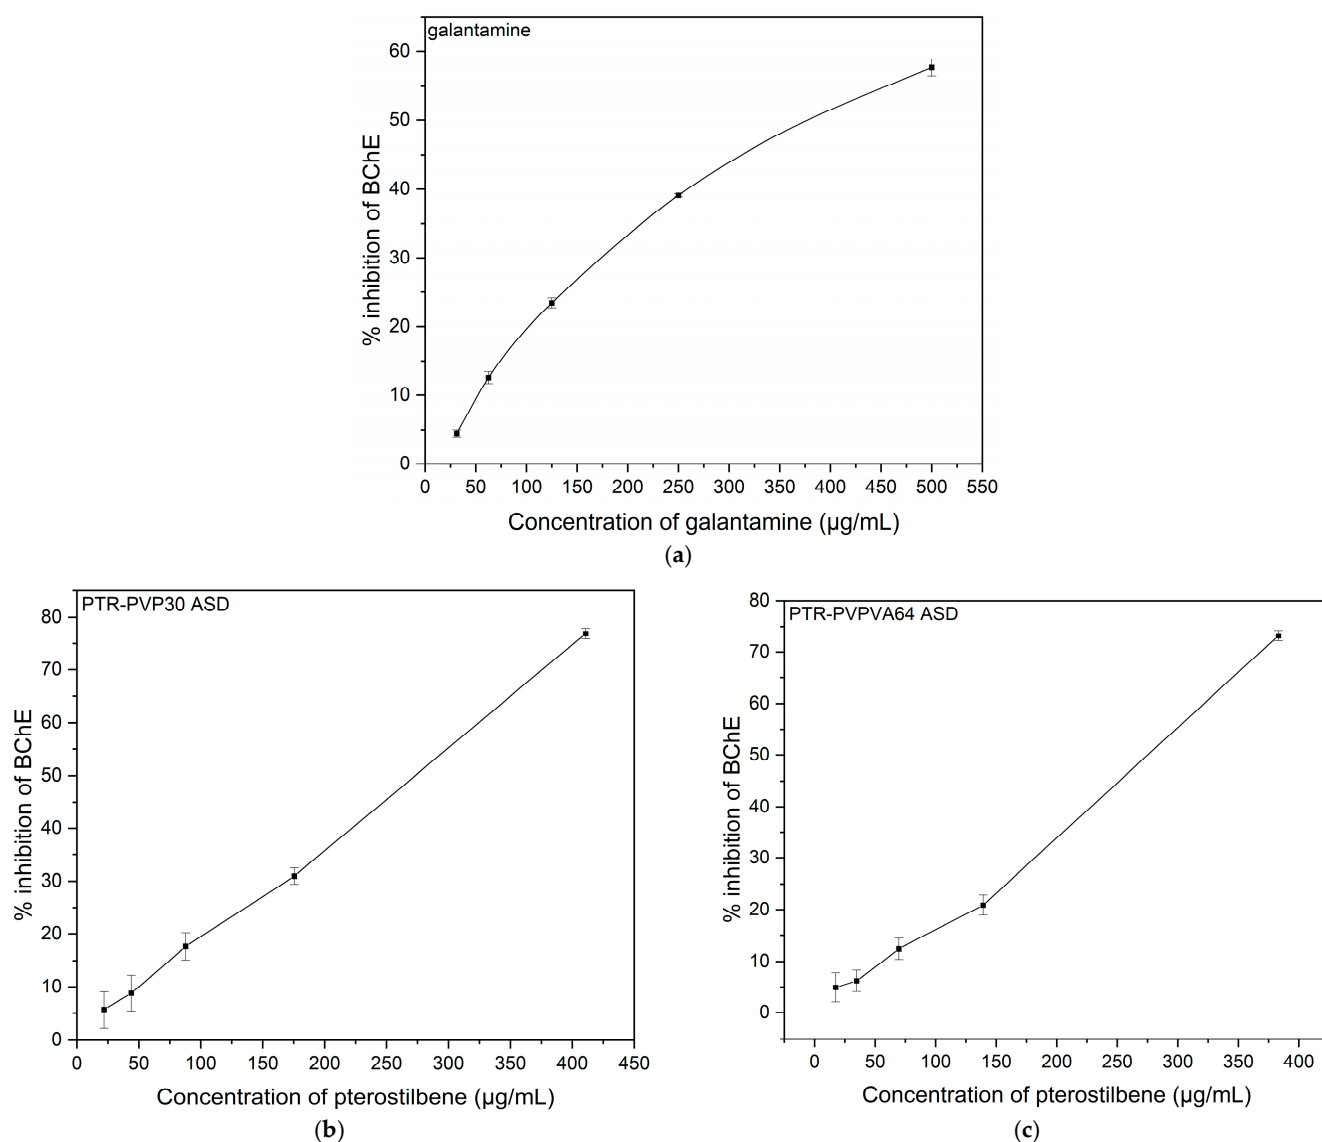 galantamine
60
50
40
30
20
10
0
% inhibition of BChE
0 50 100 150 200 250 300 350 400 450 500 550
Concentration of galantamine (µg/mL)
(a)
PTR-PVP30 ASD
80
70
60
50
40
30
20
10
0
% inhibition of BChE
0 50 100 150 200 250 300 350 400 450
Concentration of pterostilbene (µg/mL)
(b)
PTR-PVPVA64 ASD
80
70
60
50
40
30
20
10
0
% inhibition of BChE
0 50 100 150 200 250 300 350 400
Concentration of pterostilbene (µg/mL)
(c)